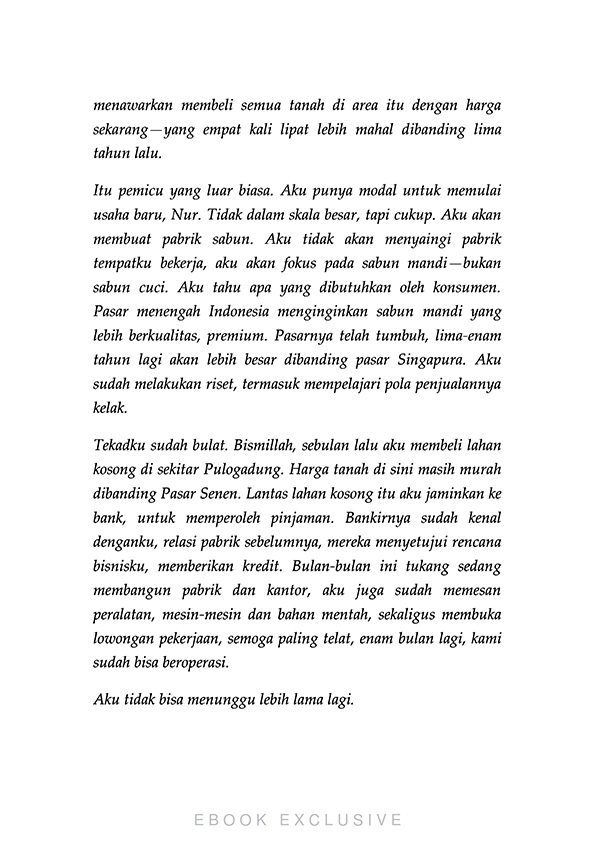 menawarkan membeli semua tanah di area itu dengan harga
sekarang—yang empat kali lipat lebih mahal dibanding lima
tahun lalu.
Itu pemicu yang luar biasa. Aku punya modal untuk memulai
usaha baru, Nur. Tidak dalam skala besar, tapi cukup. Aku akan
membuat pabrik sabun. Aku tidak akan menyaingi pabrik
tempatku bekerja, aku akan fokus pada sabun mandi—bukan
sabun cuci. Aku tahu apa yang dibutuhkan oleh konsumen.
Pasar menengah Indonesia menginginkan sabun mandi yang
lebih berkualitas, premium. Pasarnya telah tumbuh, lima-enam
tahun lagi akan lebih besar dibanding pasar Singapura. Aku
sudah melakukan riset, termasuk mempelajari pola penjualannya
kelak.
Tekadku sudah bulat. Bismillah, sebulan lalu aku membeli lahan
kosong di sekitar Pulogadung. Harga tanah di sini masih murah
dibanding Pasar Senen. Lantas lahan kosong itu aku jaminkan ke
bank, untuk memperoleh pinjaman. Bankirnya sudah kenal
denganku, relasi pabrik sebelumnya, mereka menyetujui rencana
bisnisku, memberikan kredit. Bulan-bulan ini tukang sedang
membangun pabrik dan kantor, aku juga sudah memesan
peralatan, mesin-mesin dan bahan mentah, sekaligus membuka
lowongan pekerjaan, semoga paling telat, enam bulan lagi, kami
sudah bisa beroperasi.
Aku tidak bisa menunggu lebih lama lagi.
EBOOK EXCLUSIVE